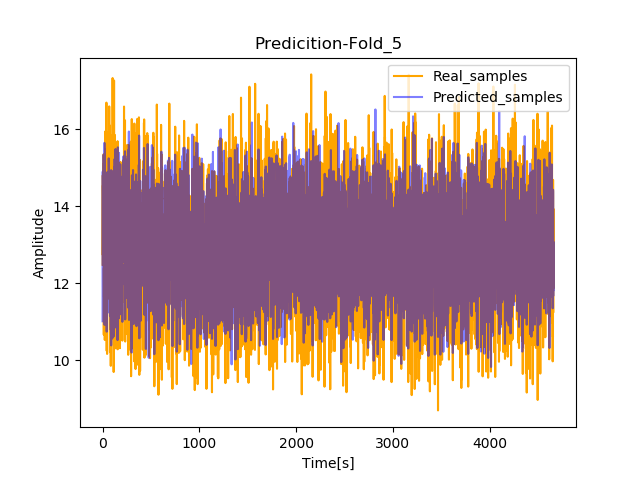 Predicition-Fold_5
Real_samples
Predicted_samples
Amplitude
16
14
12
10
0 1000 2000 3000 4000
Time[s]